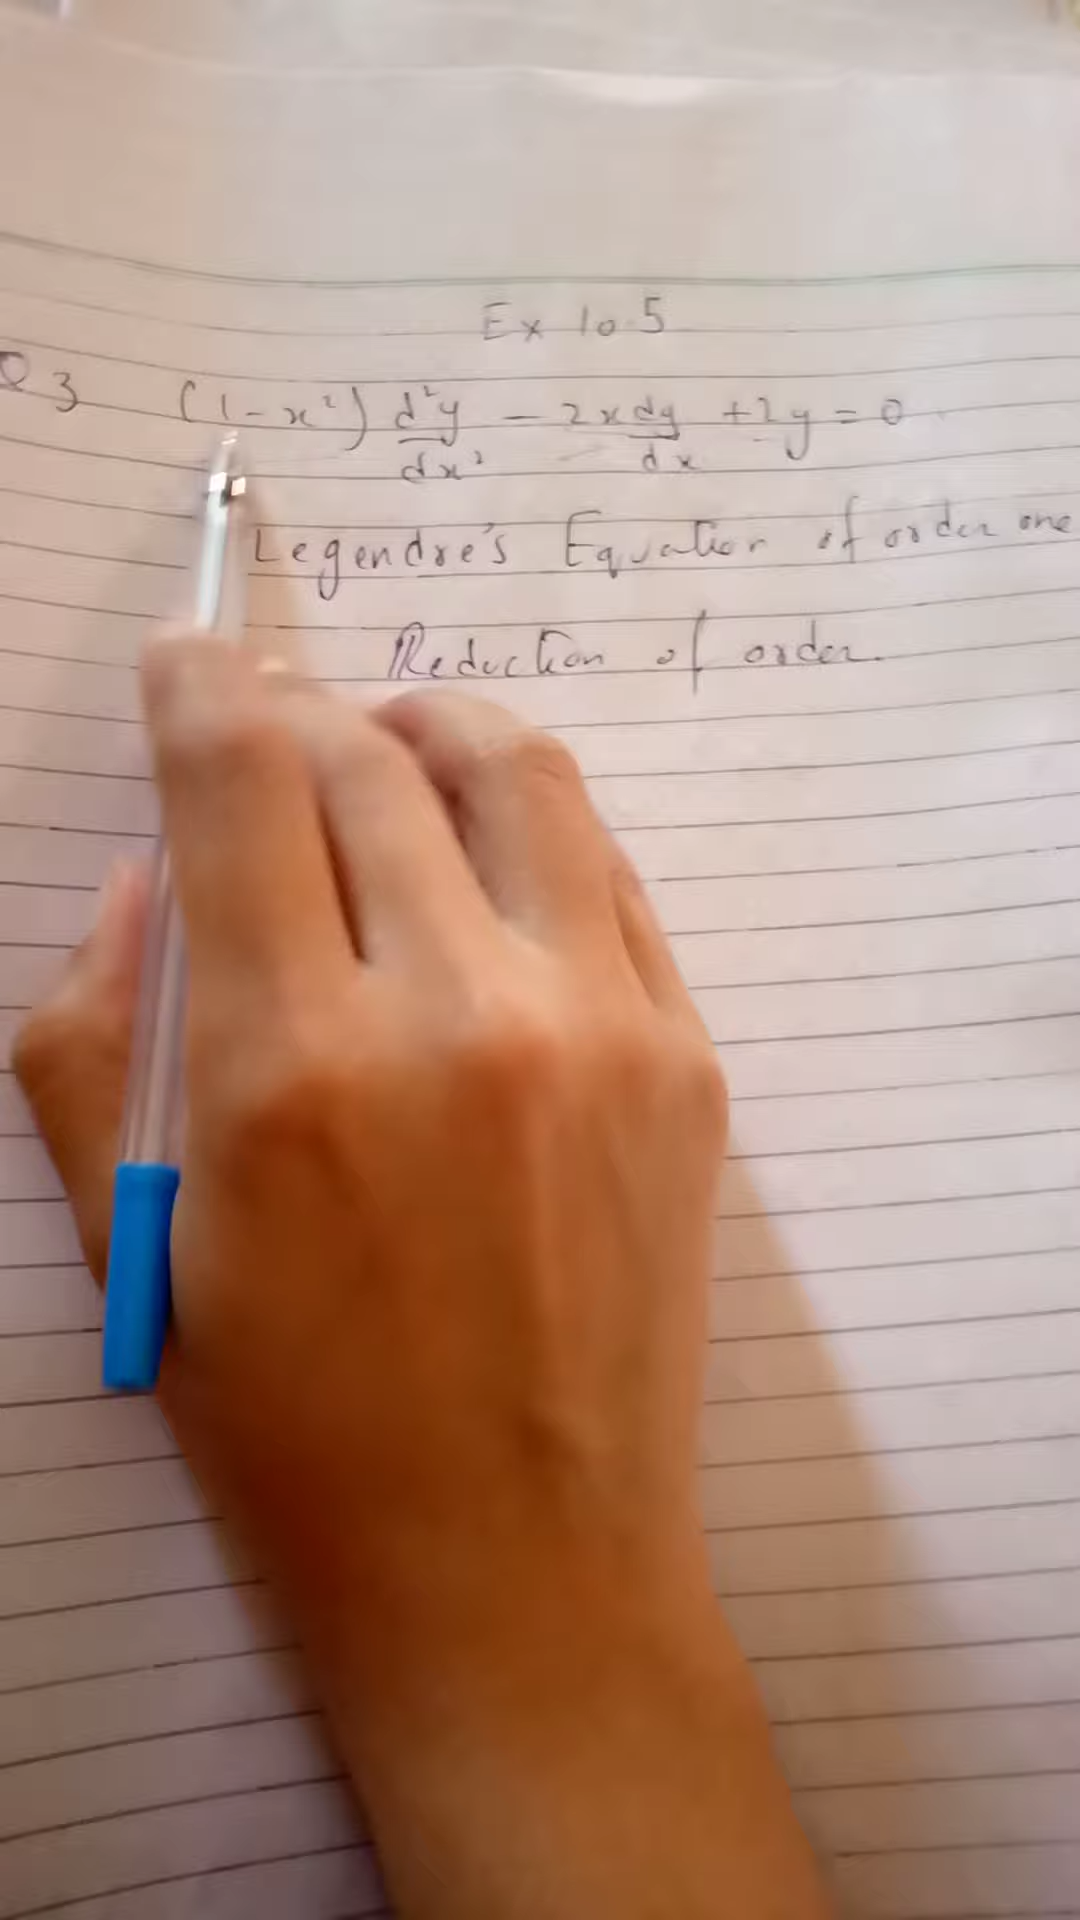 Ex 10.5
Q3 (1-x²) d²y/dx² - 2x dy/dx + 2y = 0
Legendre's Equation of order one
Reduction of order.